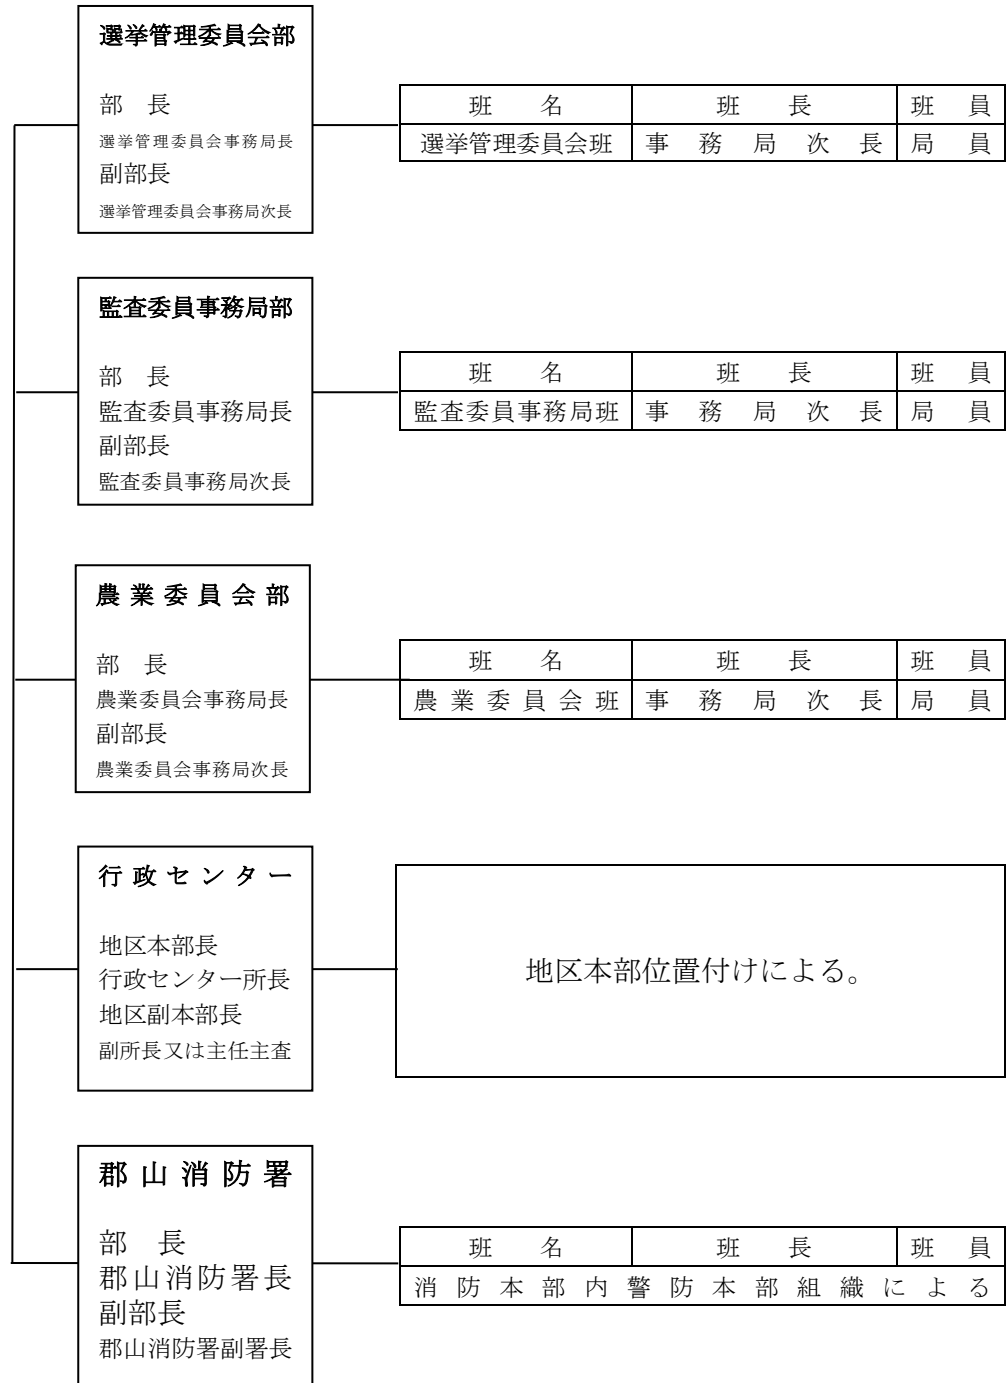 選挙管理委員会部
部 長
選挙管理委員会事務局長
副部長
選挙管理委員会事務局次長
班 名 班 長 班 員
選挙管理委員会班 事務局次長 局員
監査委員事務局部
部 長
監査委員事務局長
副部長
監査委員事務局次長
班 名 班 長 班 員
監査委員事務局班 事務局次長 局員
農業委員会部
部 長
農業委員会事務局長
副部長
農業委員会事務局次長
班 名 班 長 班 員
農業委員会班 事務局次長 局員
行政センター
地区本部長
行政センター所長
地区副本部長
副所長又は主任主査
地区本部位置付けによる。
郡山消防署
部 長
郡山消防署長
副部長
郡山消防署副署長
班 名 班 長 班 員
消防本部内警防本部組織による